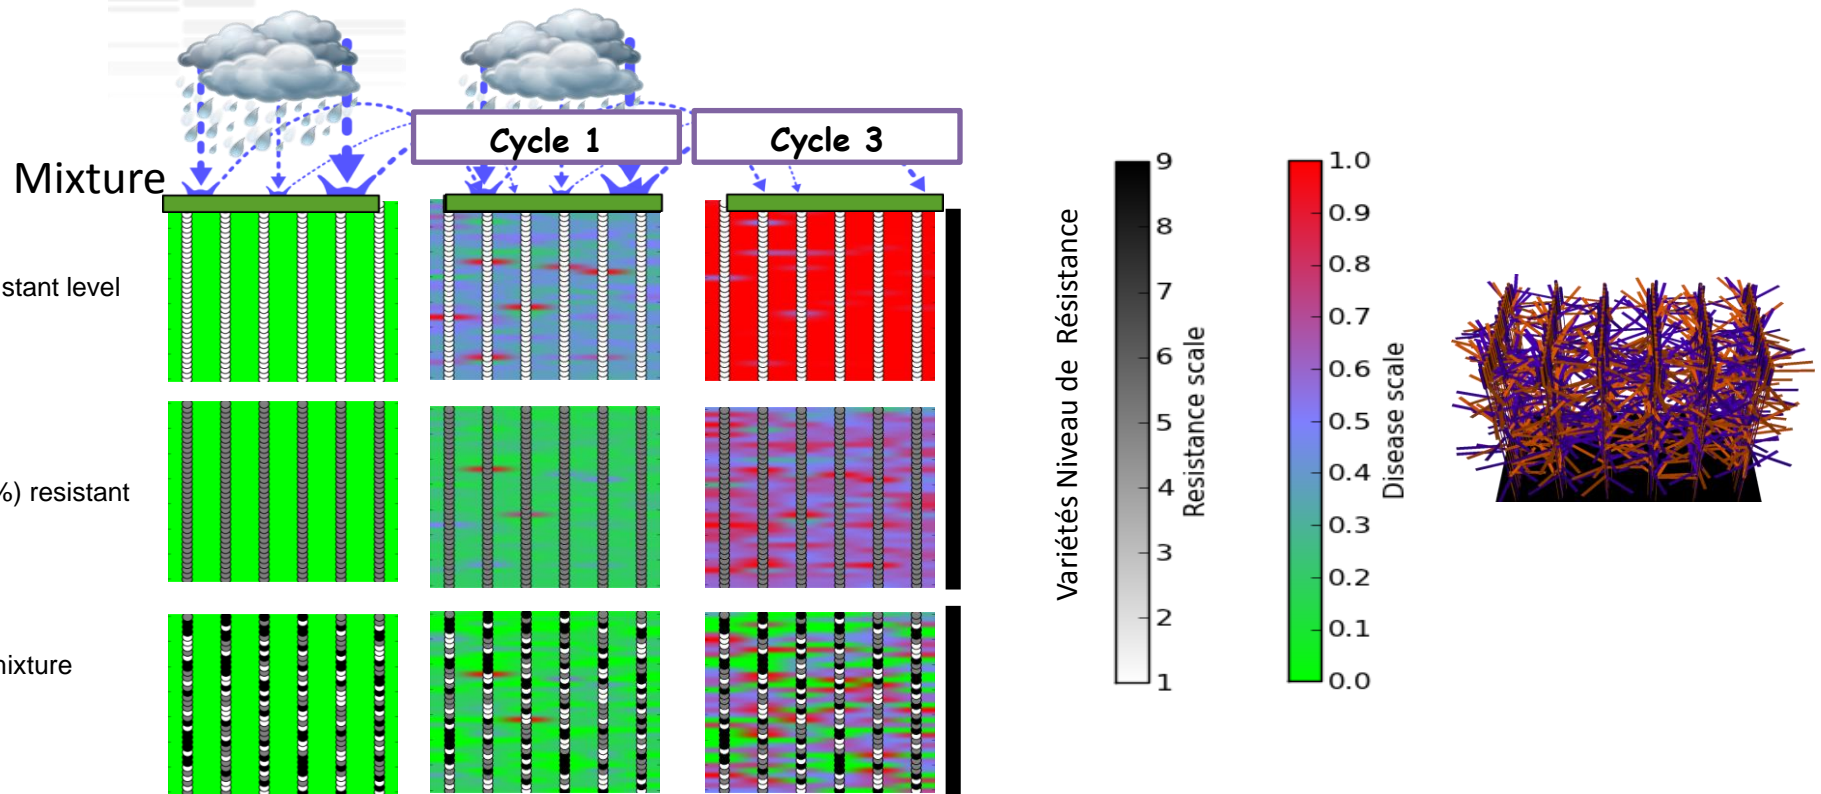 Mixture
Cycle 1
Cycle 3
stant level
%) resistant
mixture
Variétés Niveau de Résistance
9
8
7
6
5
4
3
2
1
Resistance scale
1.0
0.9
0.8
0.7
0.6
0.5
0.4
0.3
0.2
0.1
0.0
Disease scale